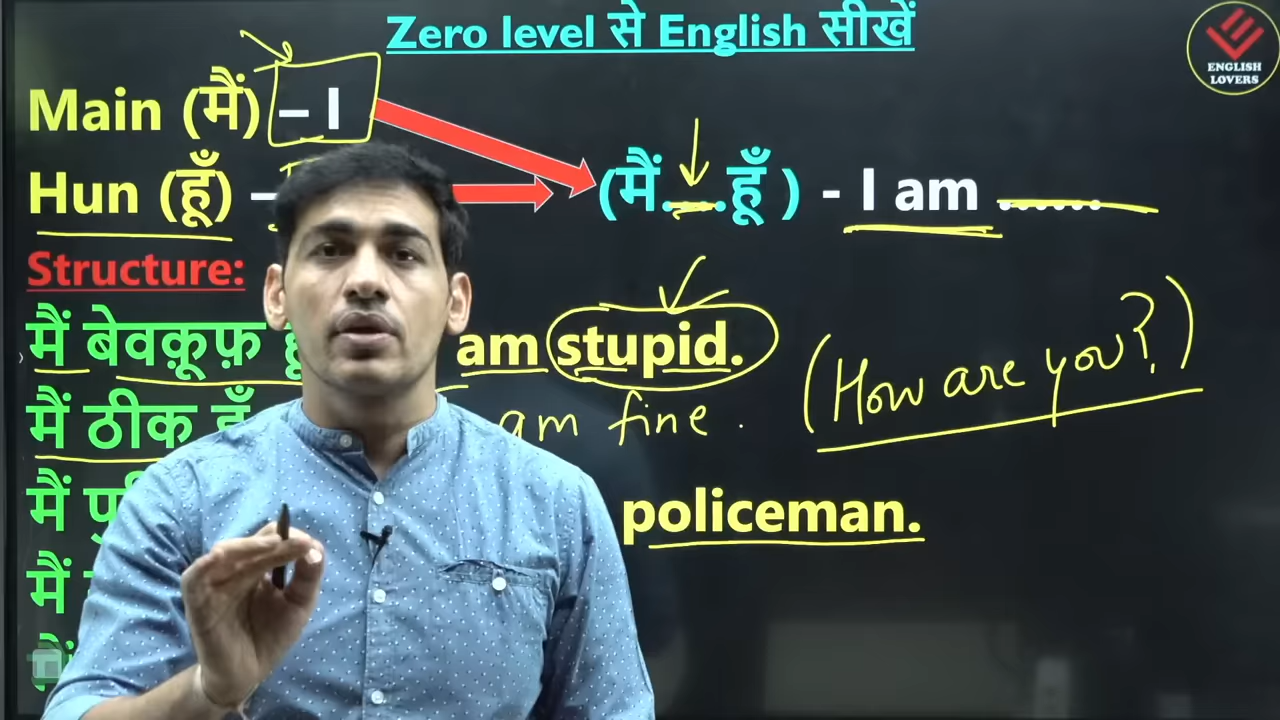 Zero level से English सीखें
ENGLISH
LOVERS
Main (मैं) – I
Hun (हूँ) –
(मैं.....हूँ ) - I am ......
Structure:
मैं बेवक़ूफ़ am stupid.
(How are you?)
मैं ठीक हूँ am fine.
मैं policeman.
मैं